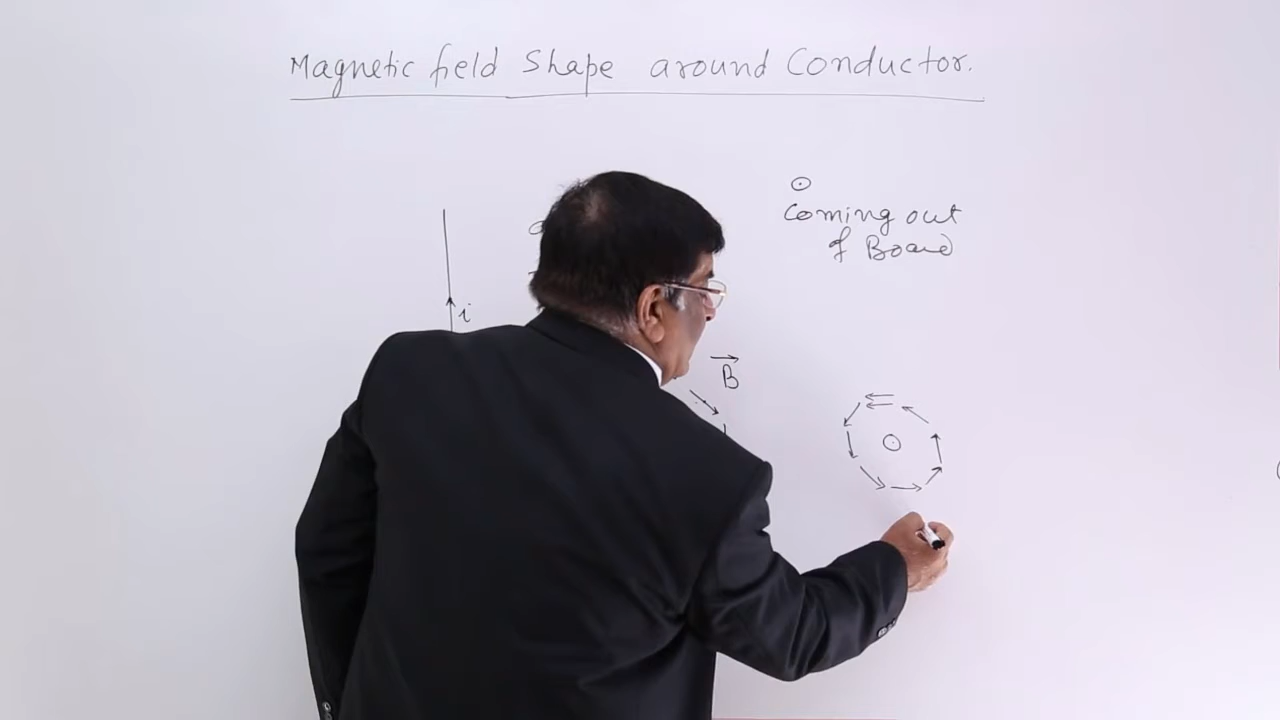 Magnetic field Shape around Conductor.
Coming out
of Board
i
B